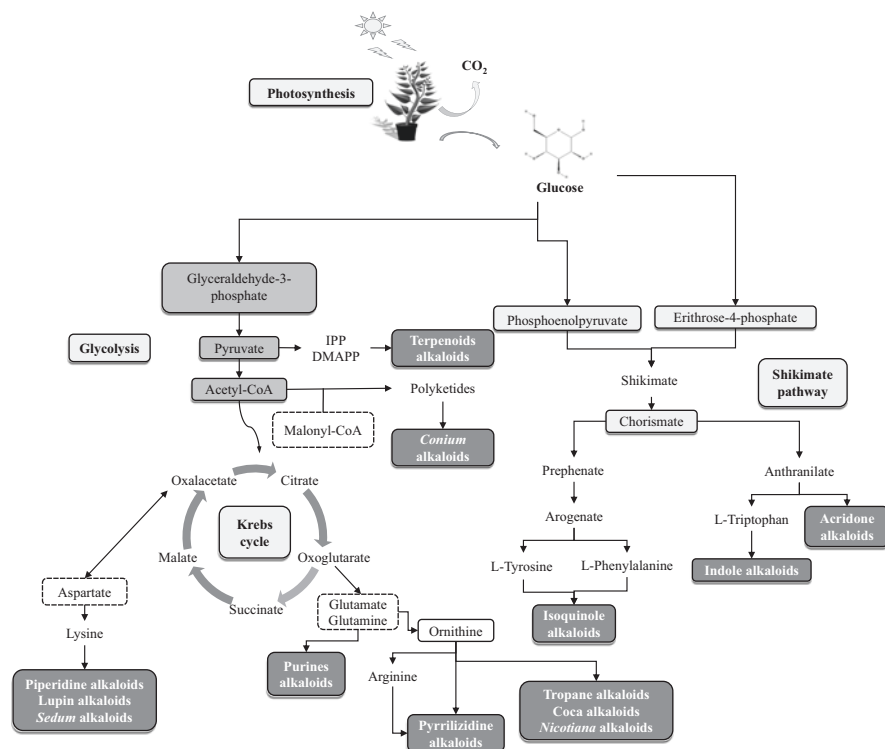 CO2
Photosynthesis
Glucose
Glyceraldehyde-3-
phosphate
Phosphoenolpyruvate
Erithrose-4-phosphate
Glycolysis
Pyruvate
IPP
DMAPP
Terpenoids
alkaloids
Shikimate
Shikimate
pathway
Acetyl-CoA
Polyketides
Malonyl-CoA
Chorismate
Conium
alkaloids
Prephenate
Anthranilate
Oxalacetate
Citrate
Arogenate
L-Triptophan
Acridone
alkaloids
Krebs
cycle
Malate
Oxoglutarate
L-Tyrosine
L-Phenylalanine
Indole alkaloids
Aspartate
Succinate
Glutamate
Glutamine
Isoquinole
alkaloids
Lysine
Ornithine
Purines
alkaloids
Arginine
Piperidine alkaloids
Lupin alkaloids
Sedum alkaloids
Pyrrilizidine
alkaloids
Tropane alkaloids
Coca alkaloids
Nicotiana alkaloids